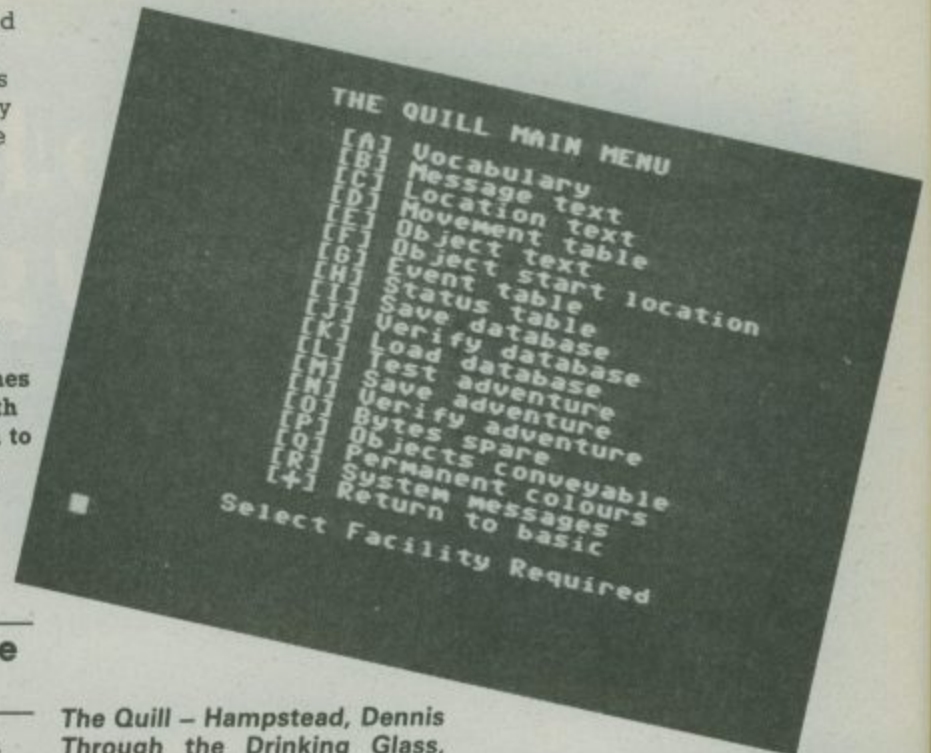 d
s
y
e
nes
th
to
e
THE QUILL MAIN MENU
[A] Vocabulary
[B] Message text
[C] Location text
[D] Movement table
[E] Object text
[F] Object start location
[G] Event table
[H] Status table
[I] Save database
[J] Verify database
[K] Load database
[L] Test adventure
[M] Save adventure
[N] Verify adventure
[O] Bytes spare
[P] Objects conveyable
[Q] Permanent colours
[R] System messages
[+] Return to basic
Select Facility Required
The Quill – Hampstead, Dennis
Through the Drinking Glass,